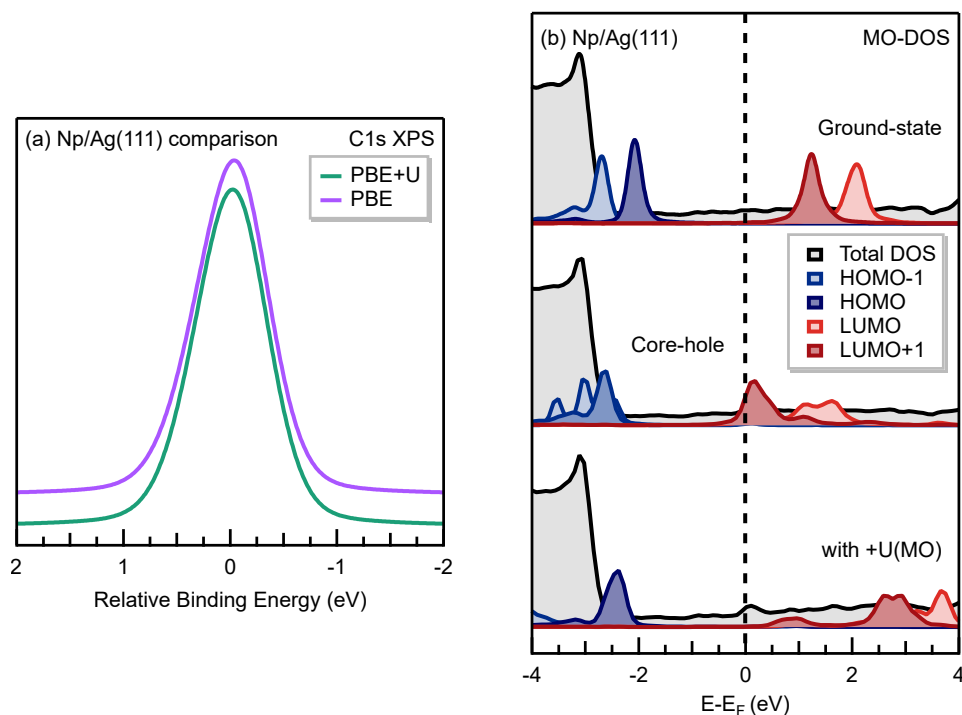 (a) Np/Ag(111) comparison C1s XPS
PBE+U
PBE
2 1 0 -1 -2
Relative Binding Energy (eV)
(b) Np/Ag(111) MO-DOS
Ground-state
Total DOS
HOMO-1
HOMO
LUMO
LUMO+1
Core-hole
with +U(MO)
-4 -2 0 2 4
E-E_F (eV)